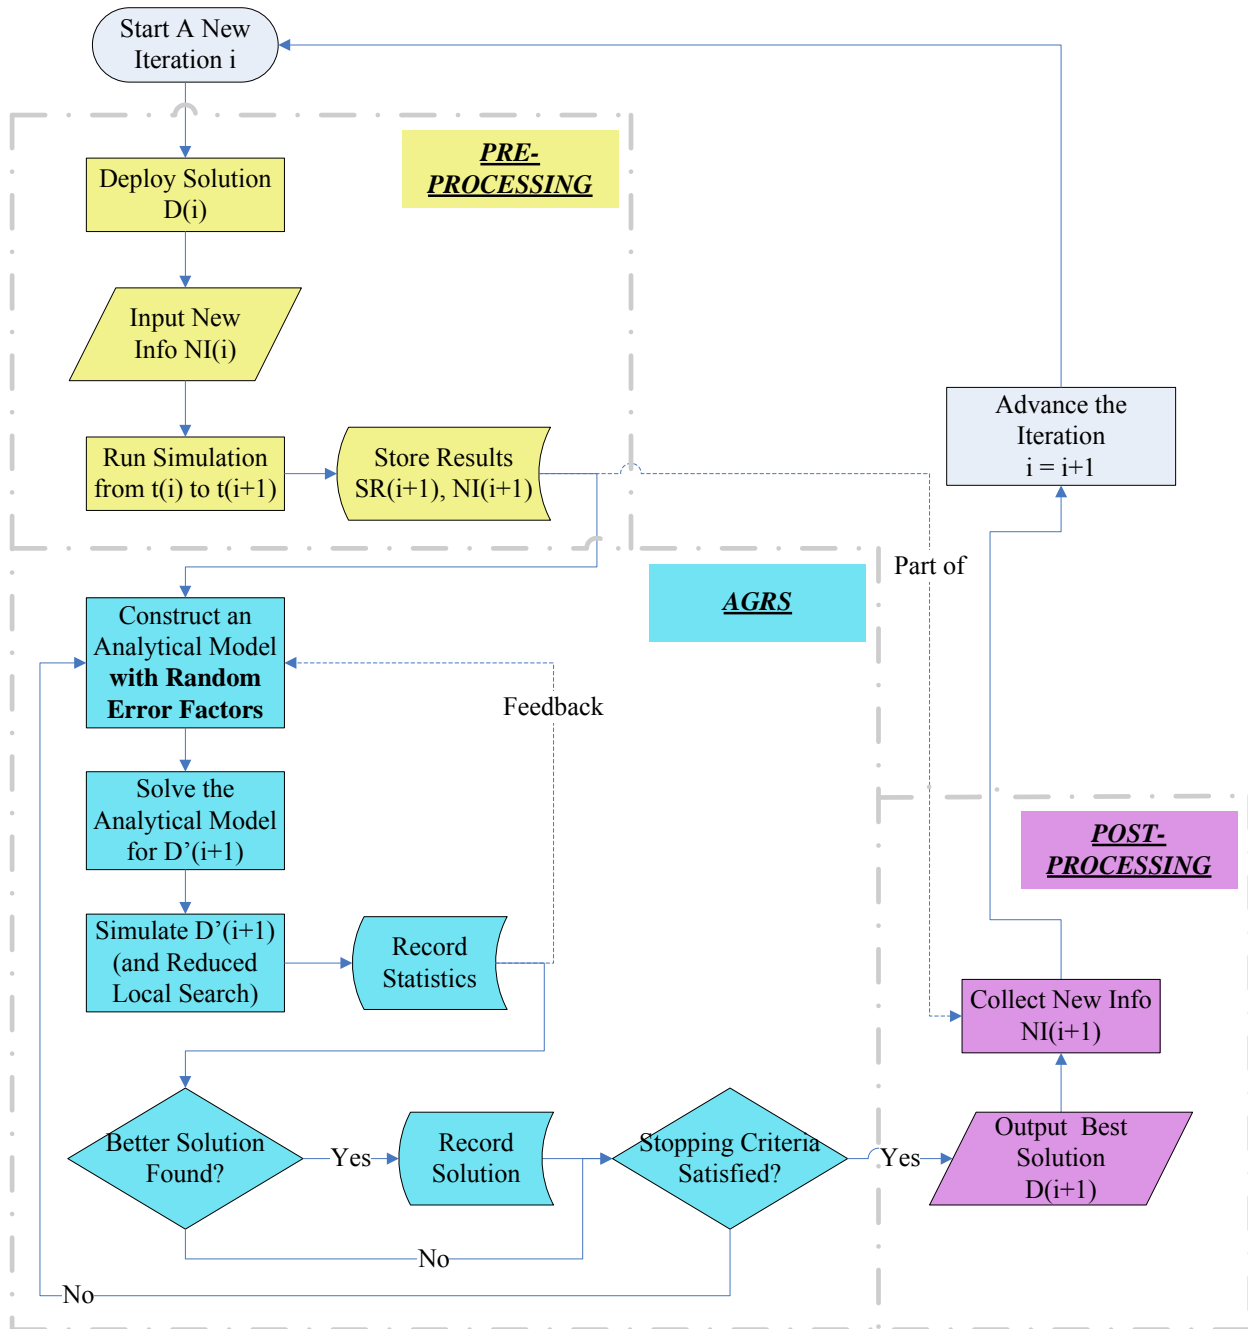 Start A New
Iteration i
PRE-
PROCESSING
Deploy Solution
D(i)
Input New
Info NI(i)
Run Simulation
from t(i) to t(i+1)
Store Results
SR(i+1), NI(i+1)
Advance the
Iteration
i = i+1
Part of
AGRS
Construct an
Analytical Model
with Random
Error Factors
Feedback
Solve the
Analytical Model
for D’(i+1)
POST-
PROCESSING
Simulate D’(i+1)
(and Reduced
Local Search)
Record
Statistics
Collect New Info
NI(i+1)
Better Solution
Found?
Yes
Record
Solution
Stopping Criteria
Satisfied?
Yes
Output Best
Solution
D(i+1)
No
No